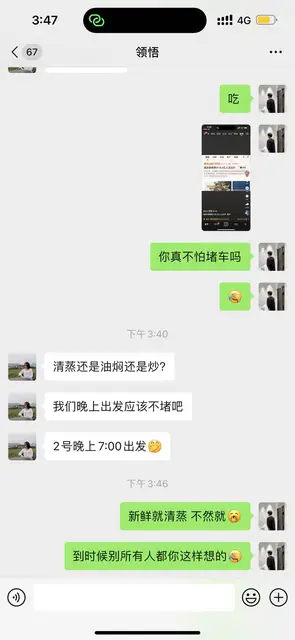 3:47
4G
67
领悟
吃
你真不怕堵车吗
下午 3:40
清蒸还是油焖还是炒?
我们晚上出发应该不堵吧
2号晚上7:00出发
下午 3:46
新鲜就清蒸 不然就
到时候别所有人都你这样想的